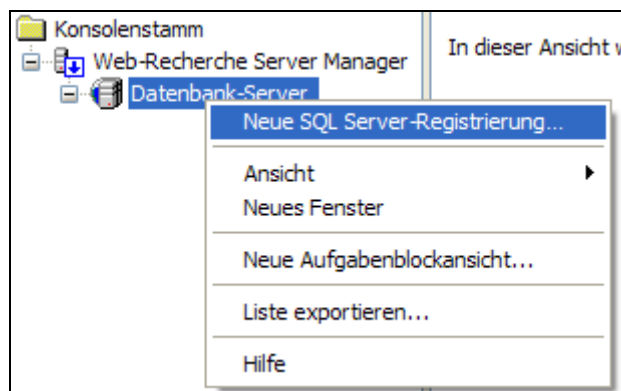 Konsolenstamm
Web-Recherche Server Manager
Datenbank-Server
In dieser Ansicht
Neue SQL Server-Registrierung...
Ansicht
Neues Fenster
Neue Aufgabenblockansicht...
Liste exportieren...
Hilfe